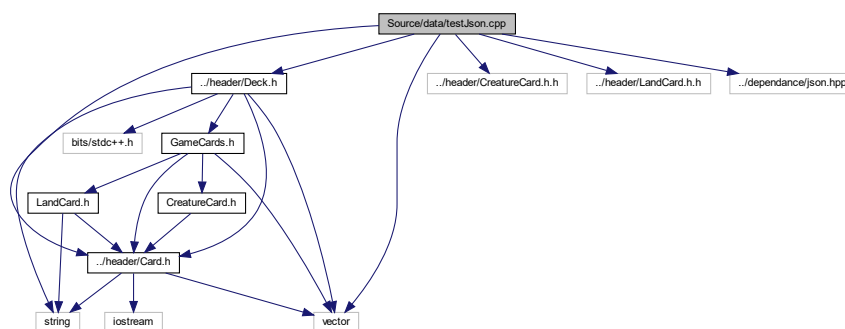 Source/data/testJson.cpp
../header/Deck.h
../header/CreatureCard.h.h
../header/LandCard.h.h
../dependance/json.hpp
bits/stdc++.h
GameCards.h
LandCard.h
CreatureCard.h
../header/Card.h
string
iostream
vector